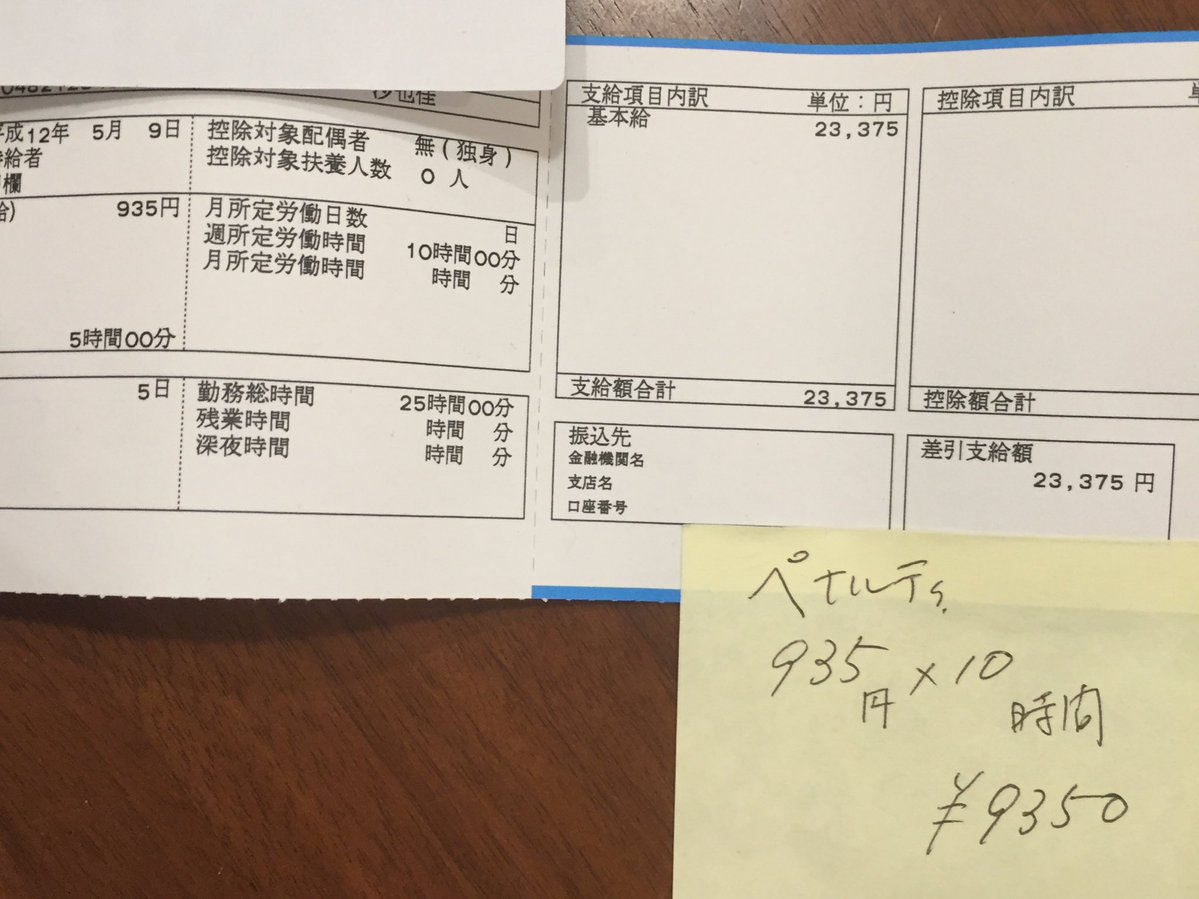 平成12年 5月 9日
控除対象配偶者 無(独身)
控除対象扶養人数 0人
935円
月所定労働日数 日
週所定労働時間 10時間00分
月所定労働時間 時間 分
5時間00分
5日
勤務総時間 25時間00分
残業時間 時間 分
深夜時間 時間 分
支給項目内訳 単位:円
基本給 23,375
支給額合計 23,375
控除項目内訳
控除額合計
振込先
金融機関名
支店名
口座番号
差引支給額
23,375 円
ペナルティ
935円×10時間
¥9350